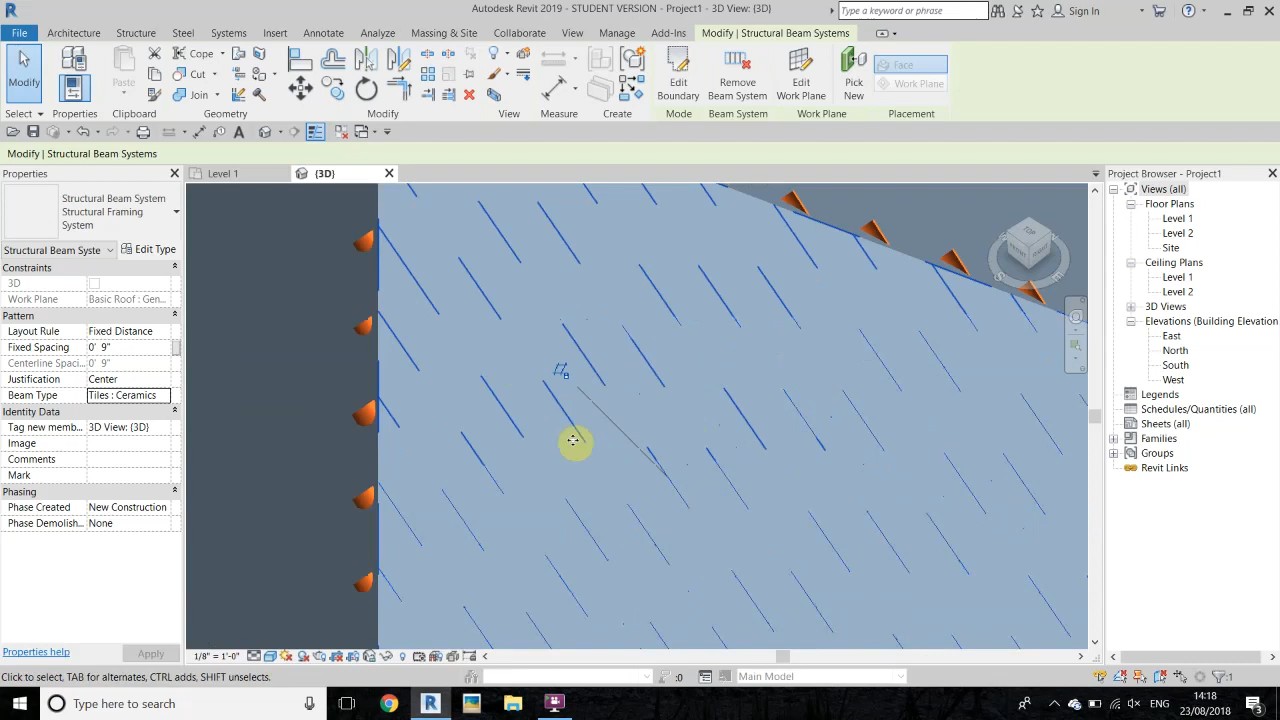 Autodesk Revit 2019 - STUDENT VERSION - Project1 - 3D View: {3D}
Type a keyword or phrase
Sign In
File
Architecture
Structure
Steel
Systems
Insert
Annotate
Analyze
Massing & Site
Collaborate
View
Manage
Add-Ins
Modify | Structural Beam Systems
Modify
Paste
Cope
Cut
Join
Edit
Boundary
Remove
Beam System
Edit
Work Plane
Pick
New
Face
Work Plane
Select
Properties
Clipboard
Geometry
Modify
View
Measure
Create
Mode
Beam System
Work Plane
Placement
Modify | Structural Beam Systems
Properties
Level 1
{3D}
Project Browser - Project1
Structural Beam System
Structural Framing
System
Structural Beam Syste
Edit Type
Constraints
3D
Work Plane Basic Roof : Gen...
Pattern
Layout Rule Fixed Distance
Fixed Spacing 0' 9"
Centerline Spaci... 0' 9"
Justification Center
Beam Type Tiles : Ceramics
Identity Data
Tag new memb... 3D View: {3D}
Image
Comments
Mark
Phasing
Phase Created New Construction
Phase Demolish... None
Properties help
Apply
TOP
FRONT
RIGHT
Views (all)
Floor Plans
Level 1
Level 2
Site
Ceiling Plans
Level 1
Level 2
3D Views
Elevations (Building Elevation
East
North
South
West
Legends
Schedules/Quantities (all)
Sheets (all)
Families
Groups
Revit Links
1/8" = 1'-0"
Click to select, TAB for alternates, CTRL adds, SHIFT unselects.
:0
Main Model
:1
Type here to search
ENG
14:18
23/08/2018
3